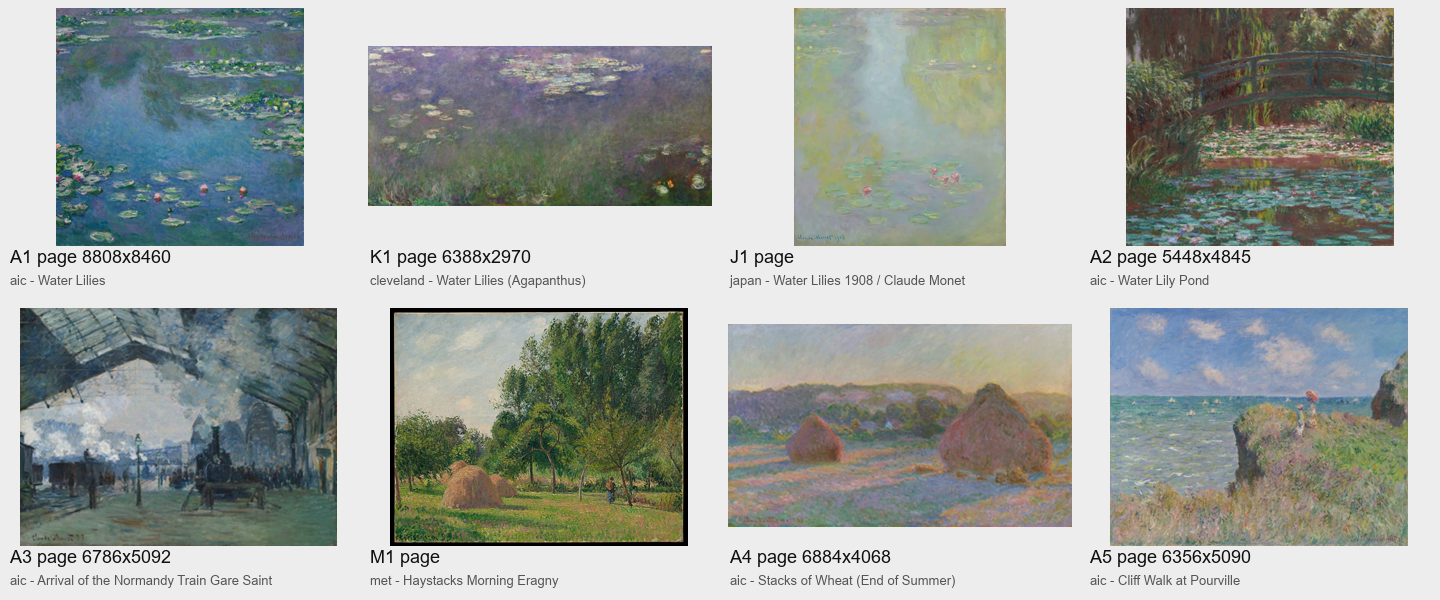 A1 page 8808x8460
aic - Water Lilies
K1 page 6388x2970
cleveland - Water Lilies (Agapanthus)
J1 page
japan - Water Lilies 1908 / Claude Monet
A2 page 5448x4845
aic - Water Lily Pond
A3 page 6786x5092
aic - Arrival of the Normandy Train Gare Saint
M1 page
met - Haystacks Morning Eragny
A4 page 6884x4068
aic - Stacks of Wheat (End of Summer)
A5 page 6356x5090
aic - Cliff Walk at Pourville